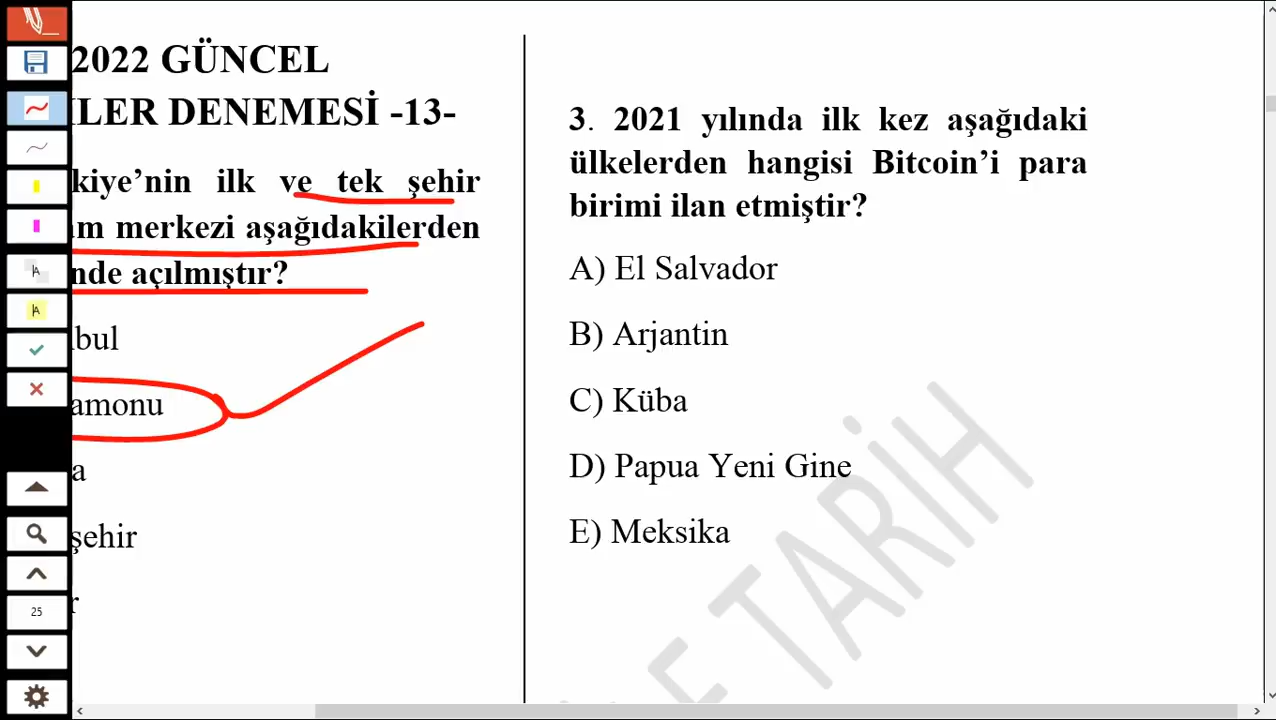 2022 GÜNCEL
İLER DENEMESİ -13-
kiye’nin ilk ve tek şehir
am merkezi aşağıdakilerden
nde açılmıştır?
bul
amonu
a
şehir
r
3. 2021 yılında ilk kez aşağıdaki
ülkelerden hangisi Bitcoin’i para
birimi ilan etmiştir?
A) El Salvador
B) Arjantin
C) Küba
D) Papua Yeni Gine
E) Meksika
TARİH
25